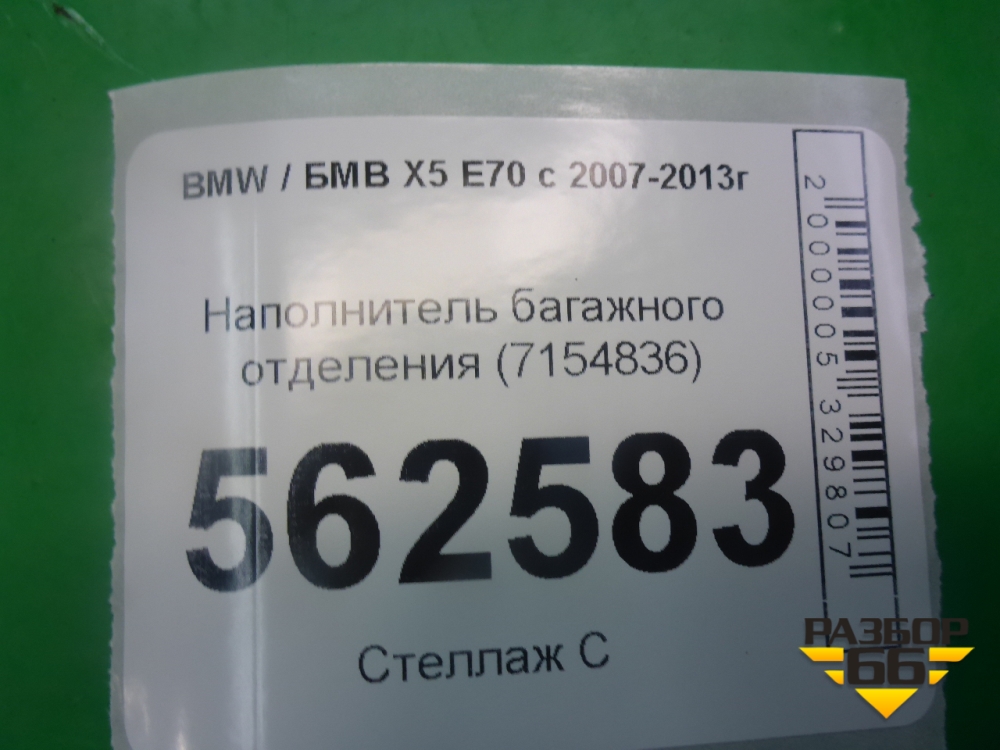 BMW / БМВ X5 E70 с 2007-2013г
Наполнитель багажного
отделения (7154836)
562583
Стеллаж С
2000005329807
РАЗБОР
66